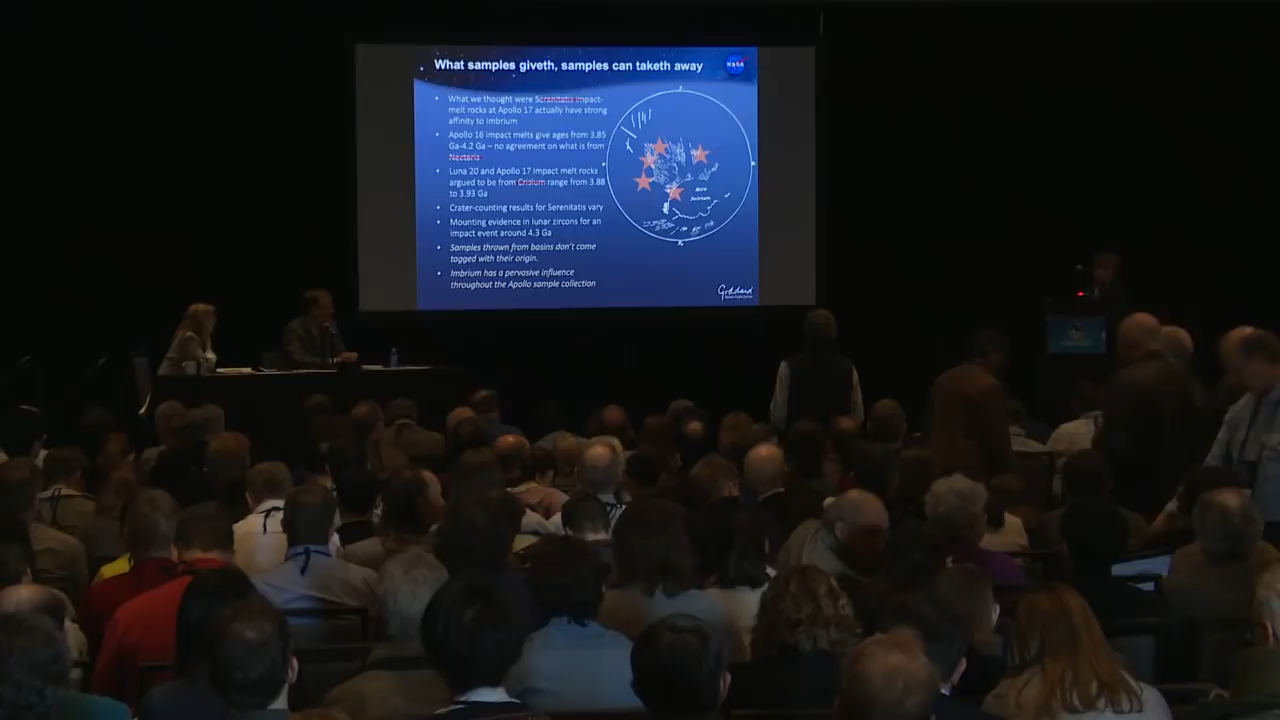 What samples giveth, samples can taketh away
NASA
• What we thought were Serenitatis impact-
melt rocks at Apollo 17 actually have strong
affinity to Imbrium
• Apollo 16 impact melts give ages from 3.85
Ga-4.2 Ga – no agreement on what is from
Nectaris
• Luna 20 and Apollo 17 impact melt rocks
argued to be from Crisium range from 3.88
to 3.93 Ga
• Crater-counting results for Serenitatis vary
• Mounting evidence in lunar zircons for an
impact event around 4.3 Ga
• Samples thrown from basins don't come
tagged with their origin.
• Imbrium has a pervasive influence
throughout the Apollo sample collection
Goddard